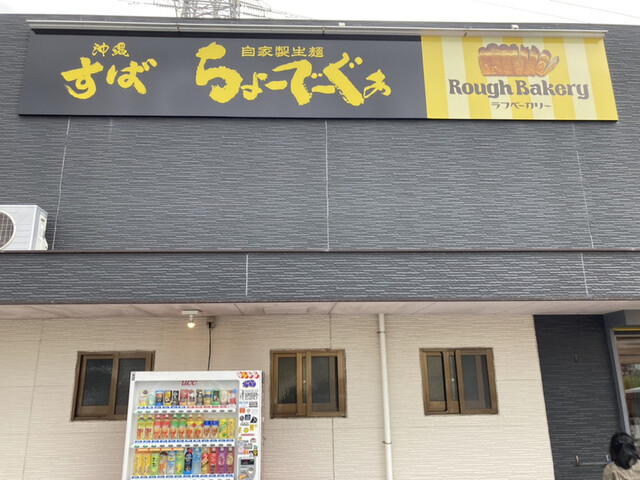 沖縄
すば
自家製生麺
ちょーでーぐゎ
Rough Bakery
ラフベーカリー
UCC